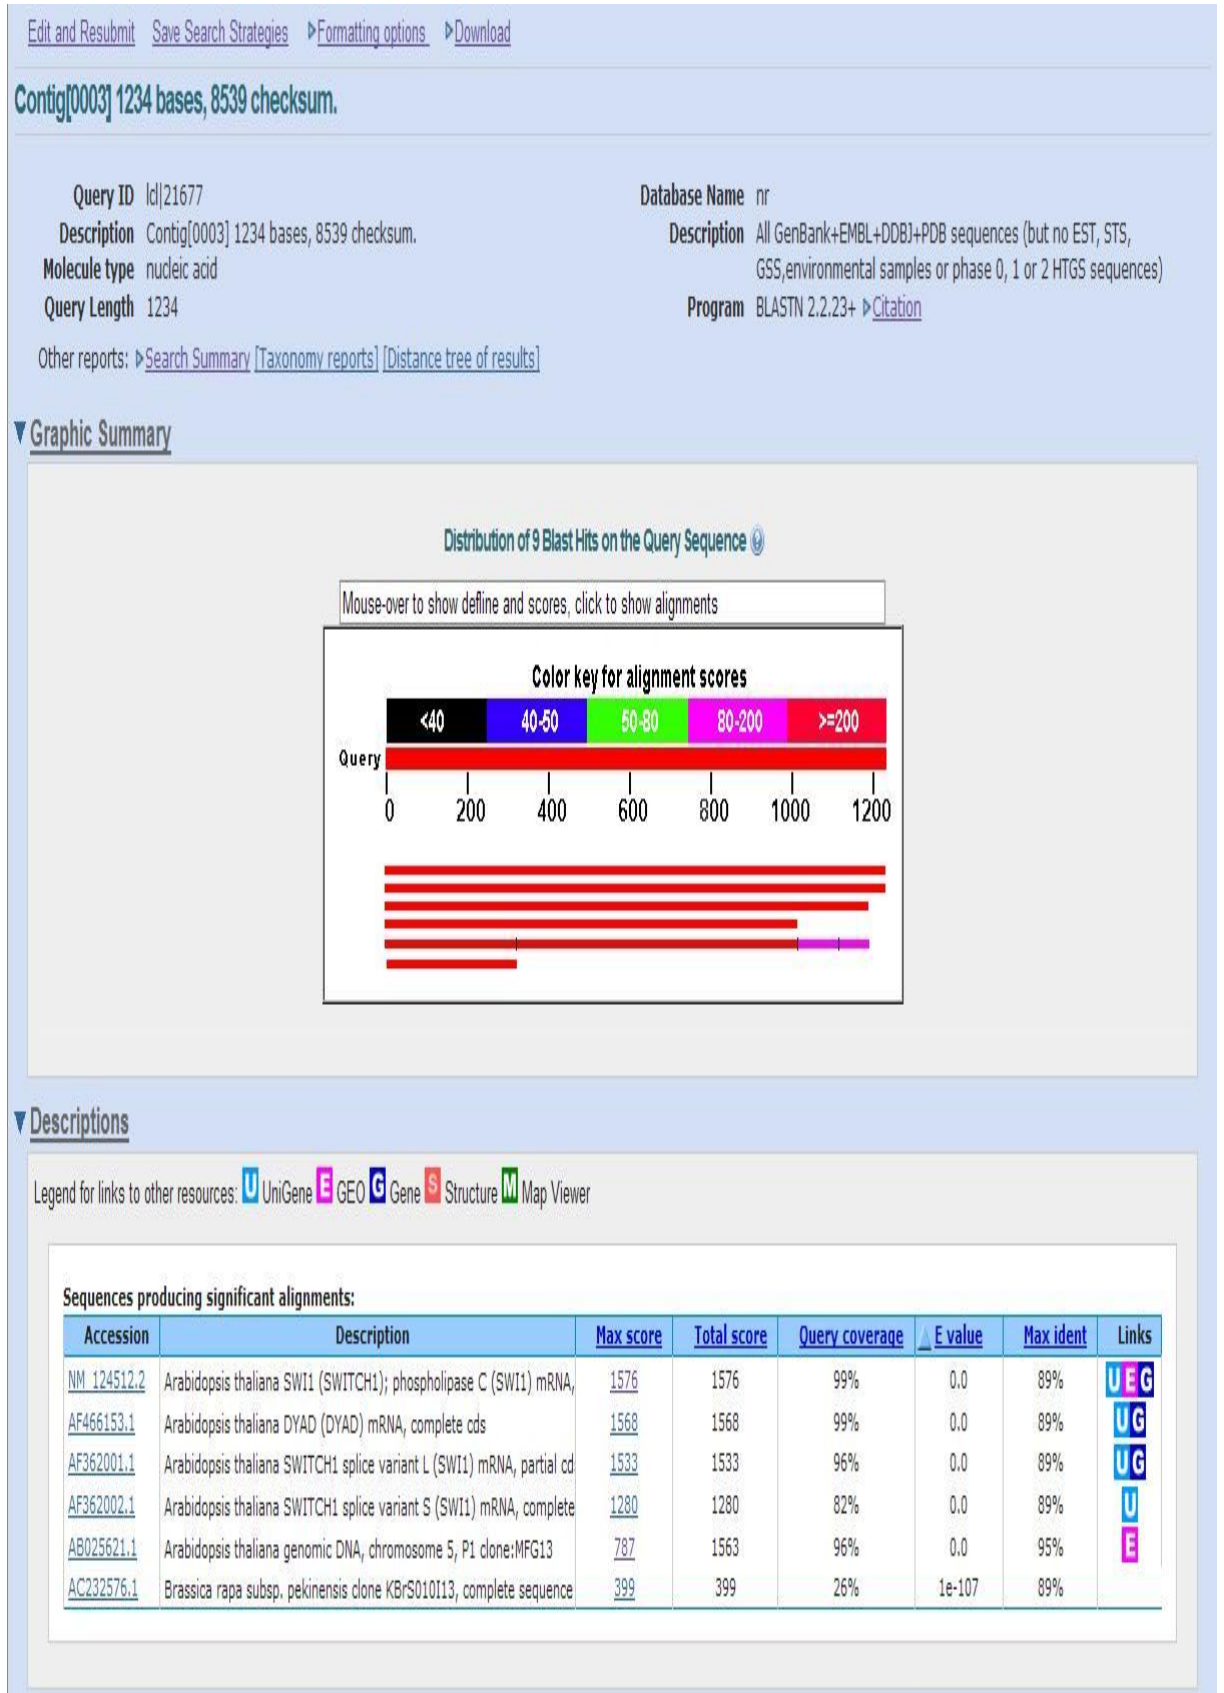 Edit and Resubmit Save Search Strategies Formatting options Download
Contig[0003] 1234 bases, 8539 checksum.
Query ID lcl|21677
Description Contig[0003] 1234 bases, 8539 checksum.
Molecule type nucleic acid
Query Length 1234
Database Name nr
Description All GenBank+EMBL+DDBJ+PDB sequences (but no EST, STS,
GSS,environmental samples or phase 0, 1 or 2 HTGS sequences)
Program BLASTN 2.2.23+ Citation
Other reports: Search Summary [Taxonomy reports] [Distance tree of results]
Graphic Summary
Distribution of 9 Blast Hits on the Query Sequence
Mouse-over to show defline and scores, click to show alignments
Color key for alignment scores
<40 40-50 50-80 80-200 >=200
Query
0 200 400 600 800 1000 1200
Descriptions
Legend for links to other resources: U UniGene E GEO G Gene S Structure M Map Viewer
Sequences producing significant alignments:
Accession Description Max score Total score Query coverage E value Max ident Links
NM_124512.2 Arabidopsis thaliana SWI1 (SWITCH1); phospholipase C (SWI1) mRNA, 1576 1576 99% 0.0 89% U E G
AF466153.1 Arabidopsis thaliana DYAD (DYAD) mRNA, complete cds 1568 1568 99% 0.0 89% U G
AF362001.1 Arabidopsis thaliana SWITCH1 splice variant L (SWI1) mRNA, partial cd 1533 1533 96% 0.0 89% U G
AF362002.1 Arabidopsis thaliana SWITCH1 splice variant S (SWI1) mRNA, complete 1280 1280 82% 0.0 89% U
AB025621.1 Arabidopsis thaliana genomic DNA, chromosome 5, P1 clone:MFG13 787 1563 96% 0.0 95% E
AC232576.1 Brassica rapa subsp. pekinensis clone KBrS010I13, complete sequence 399 399 26% 1e-107 89%